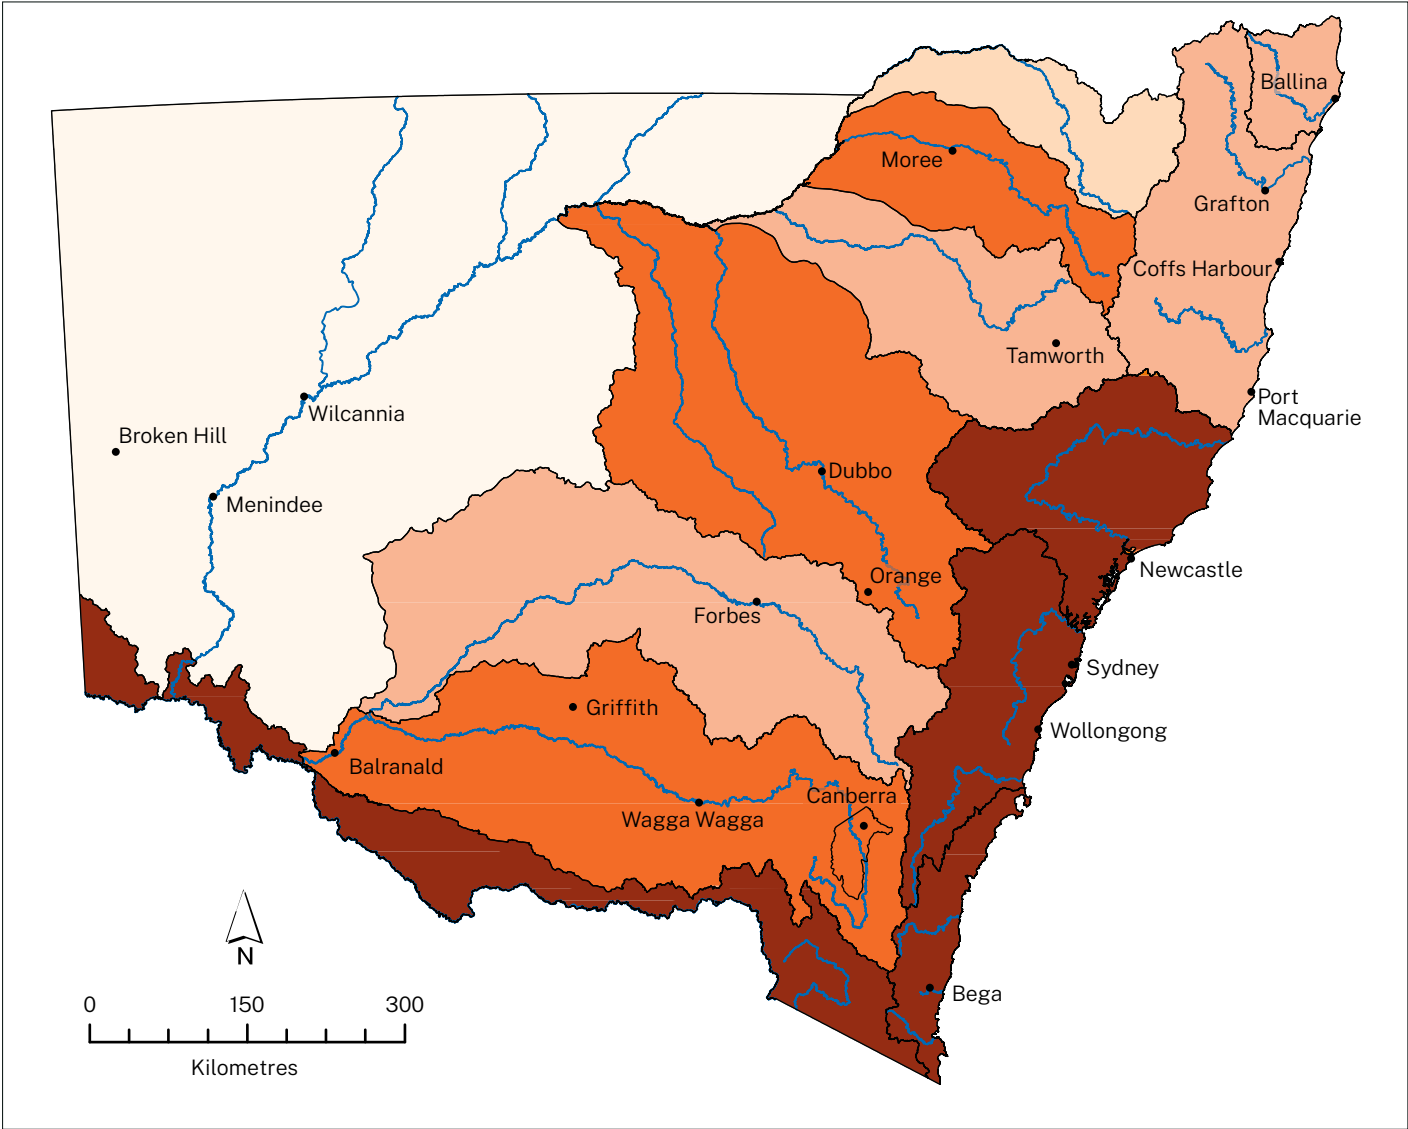 Ballina
Moree
Grafton
Coffs Harbour
Tamworth
Port
Macquarie
Wilcannia
Broken Hill
Dubbo
Menindee
Newcastle
Orange
Forbes
Sydney
Griffith
Wollongong
Balranald
Canberra
Wagga Wagga
N
Bega
0 150 300
Kilometres